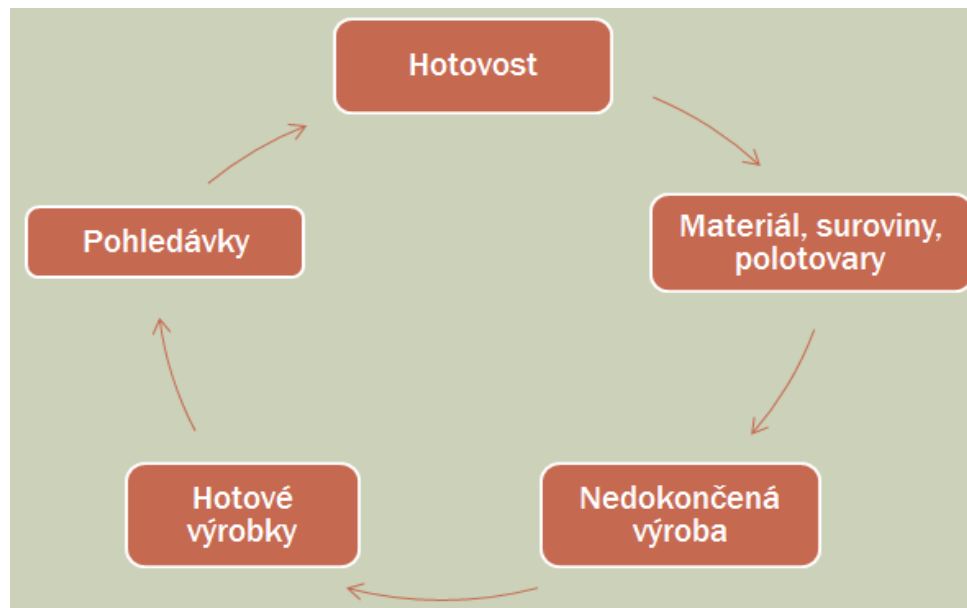 Hotovost
Materiál, suroviny,
polotovary
Nedokončená
výroba
Hotové
výrobky
Pohledávky